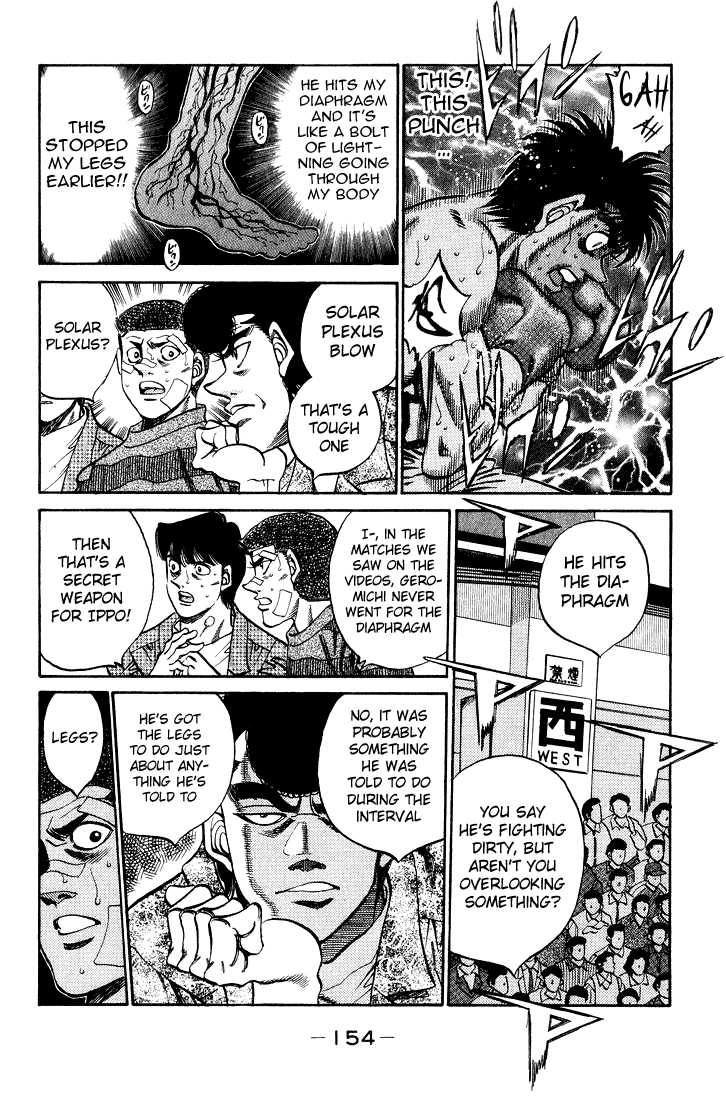 THIS!
THIS
PUNCH
...
GAH
AH
HE HITS MY
DIAPHRAGM
AND IT'S
LIKE A BOLT
OF LIGHT-
NING GOING
THROUGH
MY BODY
THIS
STOPPED
MY LEGS
EARLIER!!
SOLAR
PLEXUS
BLOW
THAT'S A
TOUGH
ONE
SOLAR
PLEXUS?
HE HITS
THE DIA-
PHRAGM
禁煙
西
WEST
YOU SAY
HE'S FIGHTING
DIRTY, BUT
AREN'T YOU
OVERLOOKING
SOMETHING?
I-, IN THE
MATCHES WE
SAW ON THE
VIDEOS, GERO-
MICHI NEVER
WENT FOR THE
DIAPHRAGM
THEN
THAT'S A
SECRET
WEAPON
FOR IPPO!
NO, IT WAS
PROBABLY
SOMETHING
HE WAS
TOLD TO DO
DURING THE
INTERVAL
HE'S GOT
THE LEGS
TO DO JUST
ABOUT ANY-
THING HE'S
TOLD TO
LEGS?
- 154 -